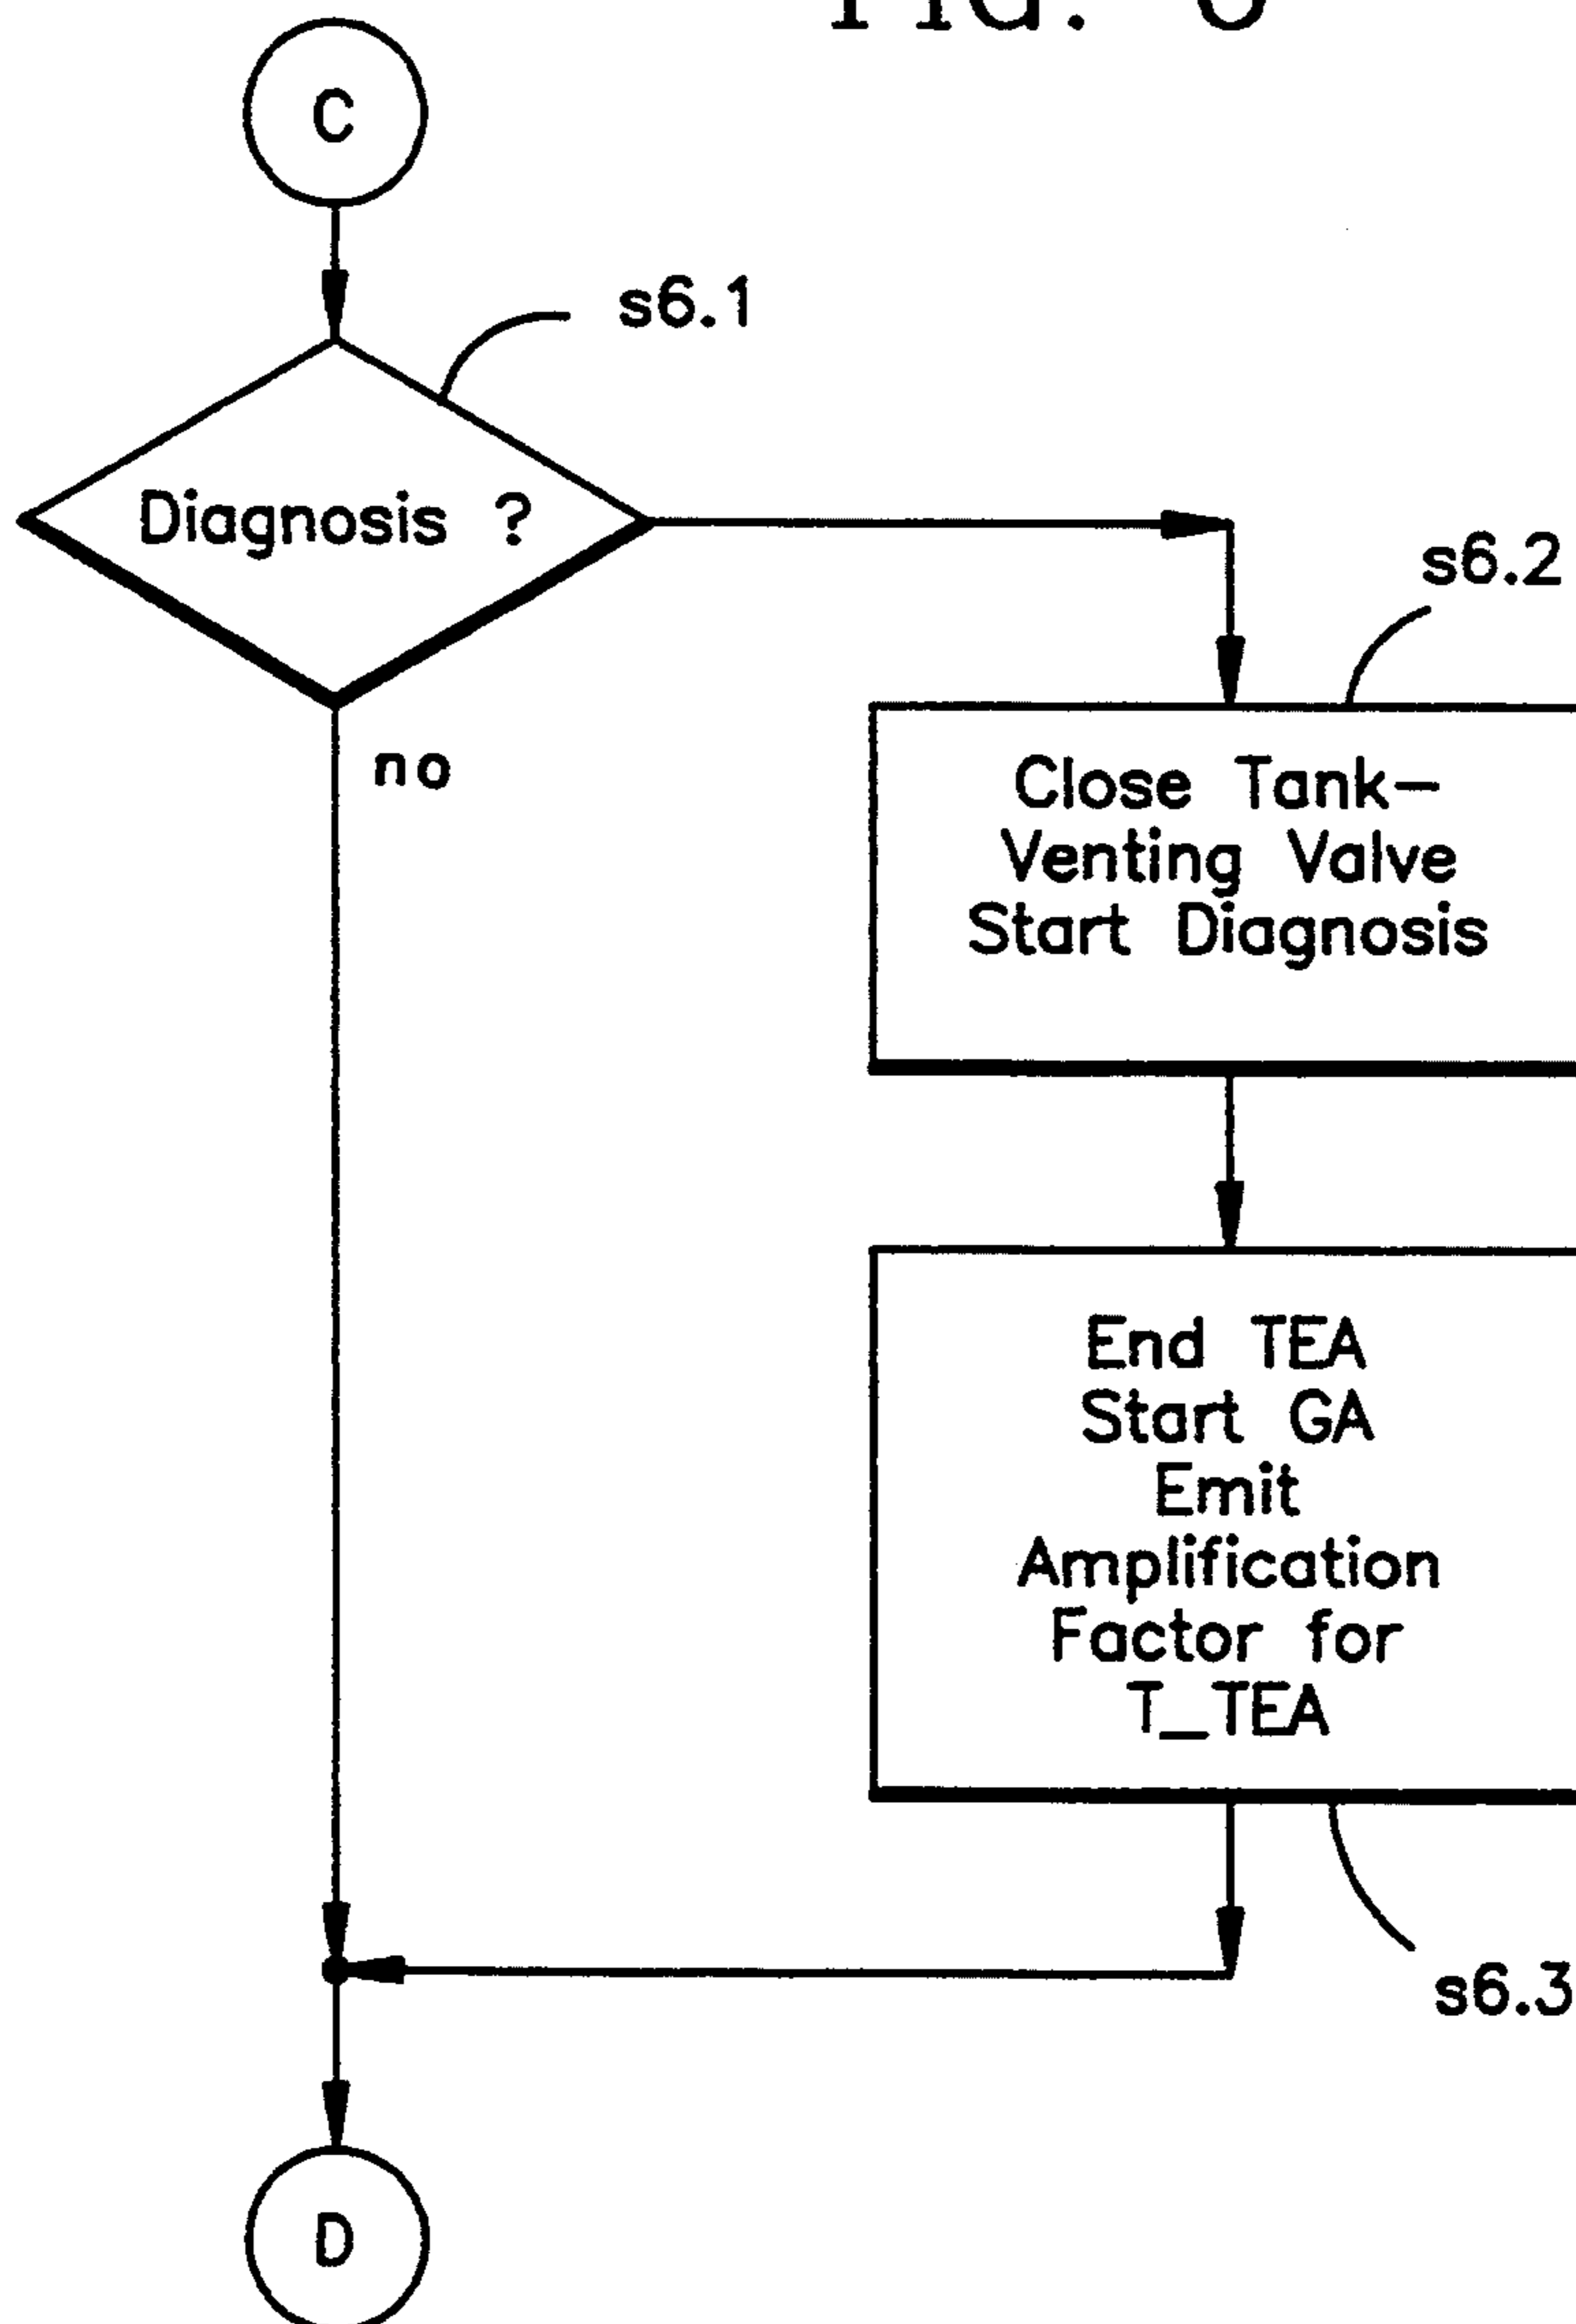 C
s6.1
Diagnosis ?
s6.2
no
Close Tank-
Venting Valve
Start Diagnosis
End TEA
Start GA
Emit
Amplification
Factor for
T_TEA
s6.3
D